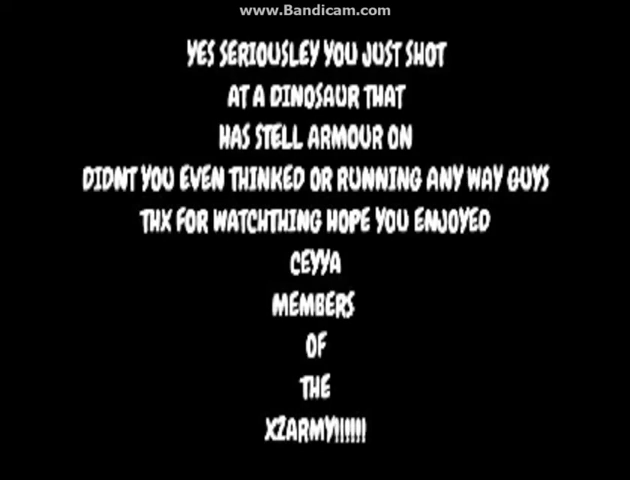 www.Bandicam.com
YES SERIOUSLEY YOU JUST SHOT
AT A DINOSAUR THAT
HAS STELL ARMOUR ON
DIDNT YOU EVEN THINKED OR RUNNING ANY WAY GUYS
THX FOR WATCHTHING HOPE YOU ENJOYED
CEYYA
MEMBERS
OF
THE
XZARMY!!!!!!